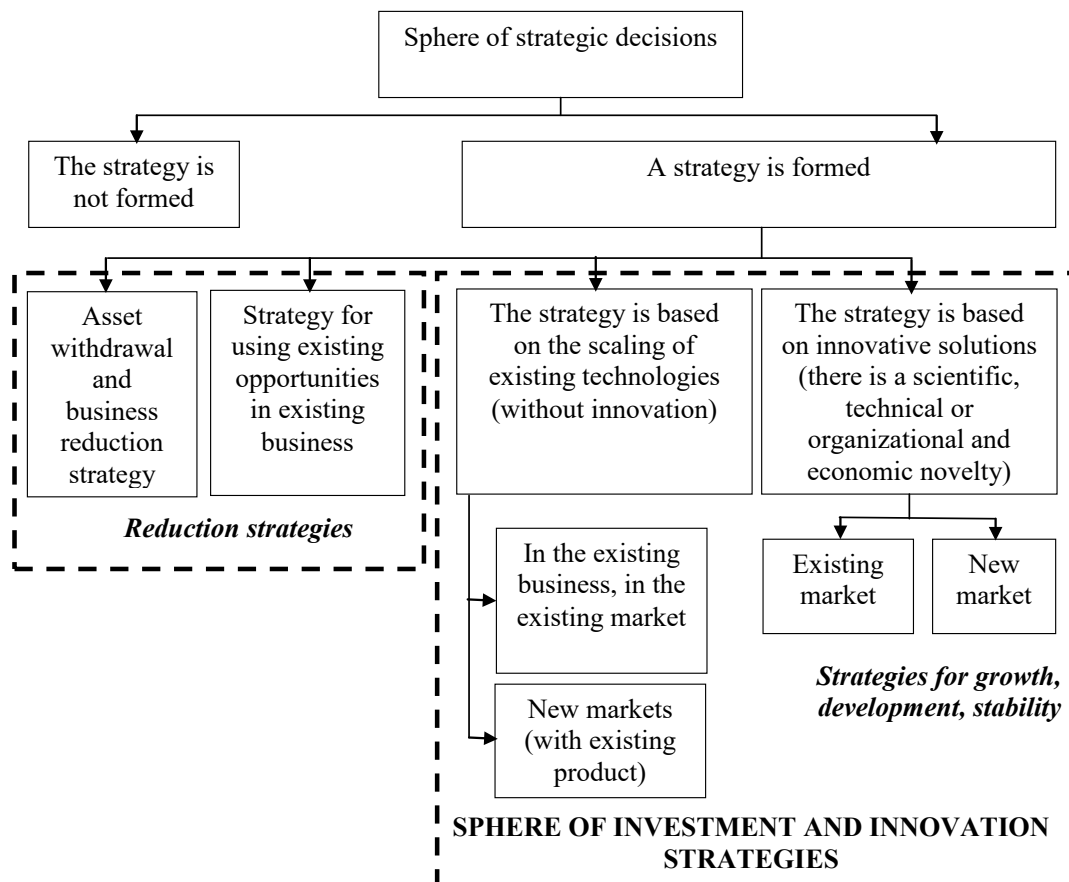 Sphere of strategic decisions
The strategy is
not formed
A strategy is formed
Asset
withdrawal
and
business
reduction
strategy
Strategy for
using existing
opportunities
in existing
business
Reduction strategies
The strategy is based
on the scaling of
existing technologies
(without innovation)
The strategy is based
on innovative solutions
(there is a scientific,
technical or
organizational and
economic novelty)
In the existing
business, in the
existing market
New markets
(with existing
product)
Existing
market
New
market
Strategies for growth,
development, stability
SPHERE OF INVESTMENT AND INNOVATION
STRATEGIES